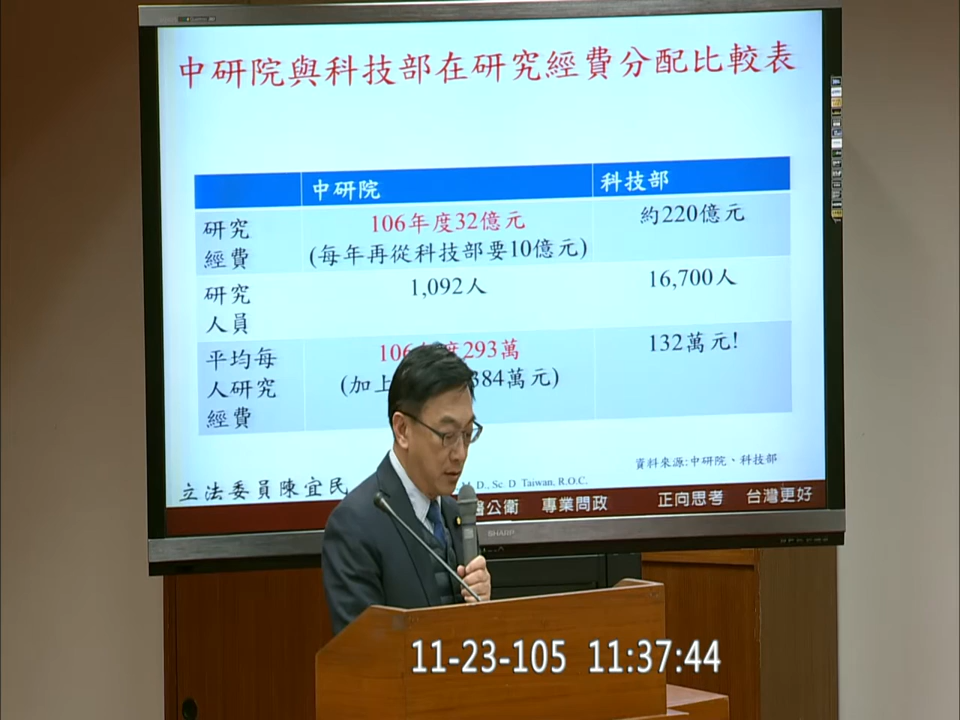 中研院與科技部在研究經費分配比較表
中研院 科技部
研究經費 106年度32億元 約220億元
(每年再從科技部要10億元)
研究人員 1,092人 16,700人
平均每人研究經費 106 度293萬 132萬元!
(加上 384萬元)
資料來源:中研院、科技部
立法委員陳宜民 D., Sc. D Taiwan, R.O.C.
公衛 專業問政 正向思考 台灣更好
SHARP
11-23-105 11:37:44